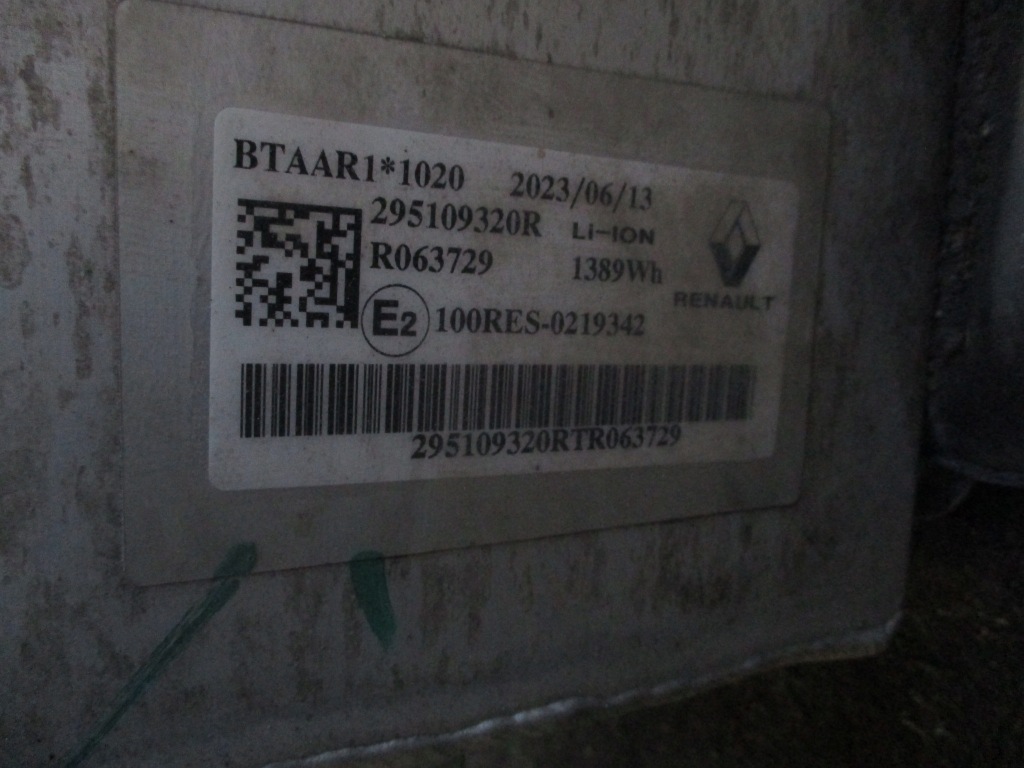 BTAAR1*1020 2023/06/13
295109320R Li-ION
R063729 1389Wh
RENAULT
E2 100RES-0219342
295109320RTR063729